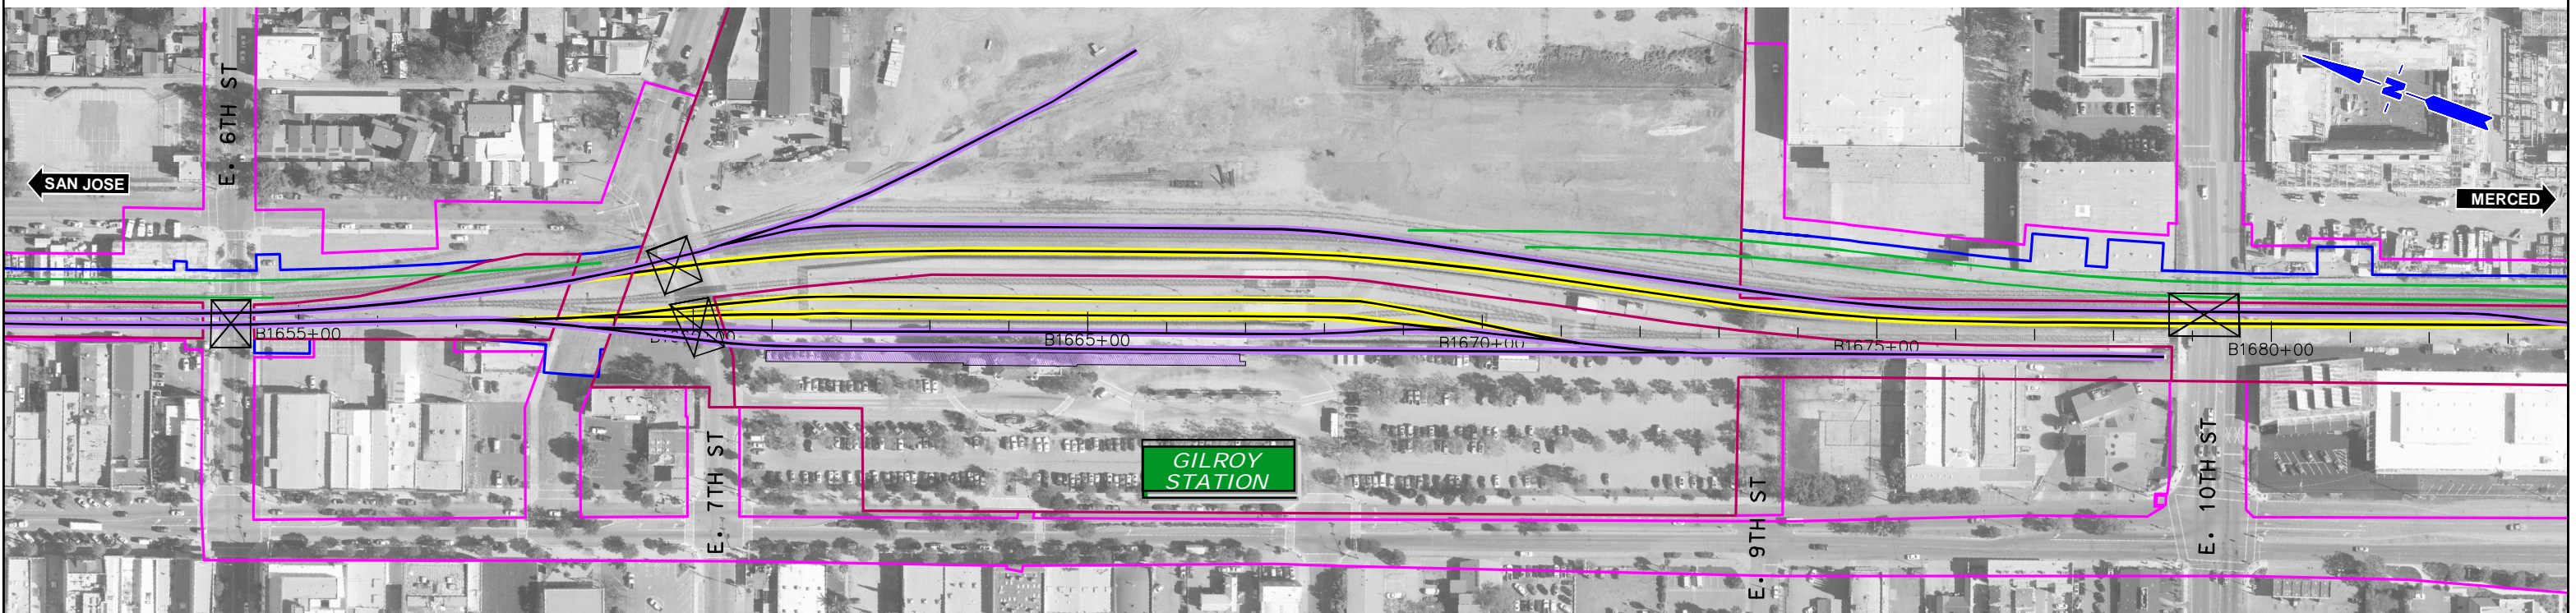 E. 6TH ST
SAN JOSE
N
MERCED
B1655+00
B1665+00
B1670+00
B1675+00
B1680+00
E. 7TH ST
GILROY
STATION
E. 9TH ST
E. 10TH ST